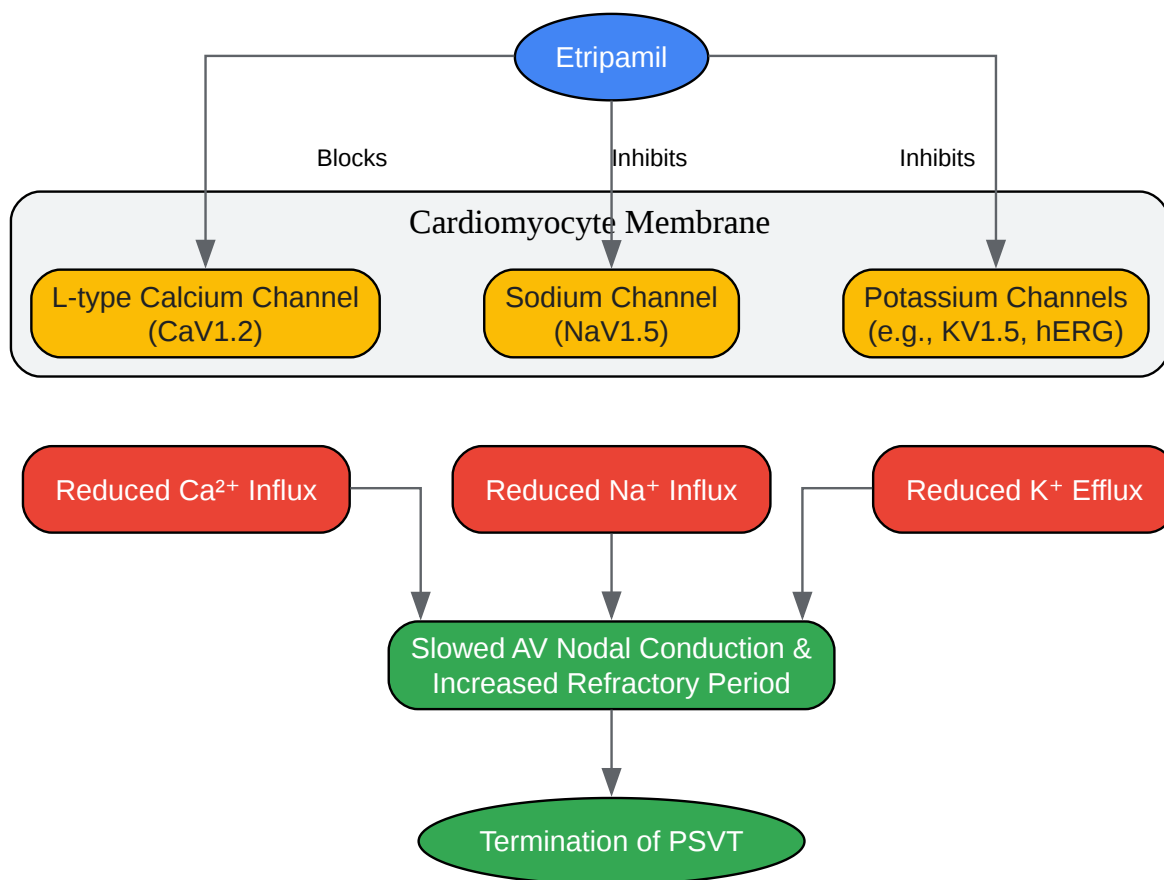 Etripamil
Blocks
Inhibits
Inhibits
Cardiomyocyte Membrane
L-type Calcium Channel
(CaV1.2)
Sodium Channel
(NaV1.5)
Potassium Channels
(e.g., KV1.5, hERG)
Reduced Ca²⁺ Influx
Reduced Na⁺ Influx
Reduced K⁺ Efflux
Slowed AV Nodal Conduction &
Increased Refractory Period
Termination of PSVT